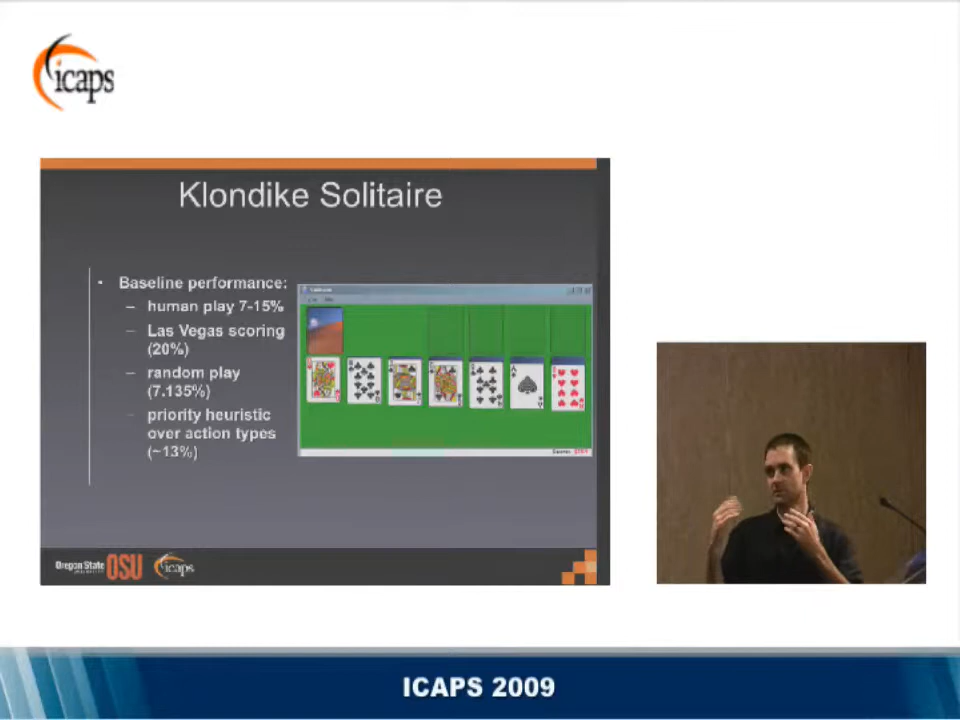 icaps
Klondike Solitaire
• Baseline performance:
– human play 7-15%
– Las Vegas scoring
(20%)
– random play
(7.135%)
– priority heuristic
over action types
(~13%)
Oregon State
OSU
icaps
ICAPS 2009